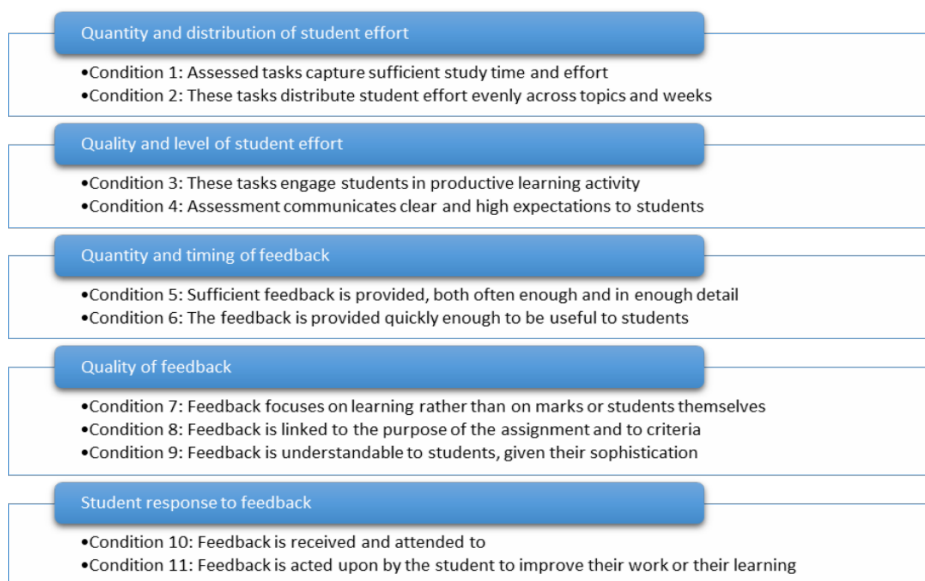 Quantity and distribution of student effort
•Condition 1: Assessed tasks capture sufficient study time and effort
•Condition 2: These tasks distribute student effort evenly across topics and weeks
Quality and level of student effort
•Condition 3: These tasks engage students in productive learning activity
•Condition 4: Assessment communicates clear and high expectations to students
Quantity and timing of feedback
•Condition 5: Sufficient feedback is provided, both often enough and in enough detail
•Condition 6: The feedback is provided quickly enough to be useful to students
Quality of feedback
•Condition 7: Feedback focuses on learning rather than on marks or students themselves
•Condition 8: Feedback is linked to the purpose of the assignment and to criteria
•Condition 9: Feedback is understandable to students, given their sophistication
Student response to feedback
•Condition 10: Feedback is received and attended to
•Condition 11: Feedback is acted upon by the student to improve their work or their learning